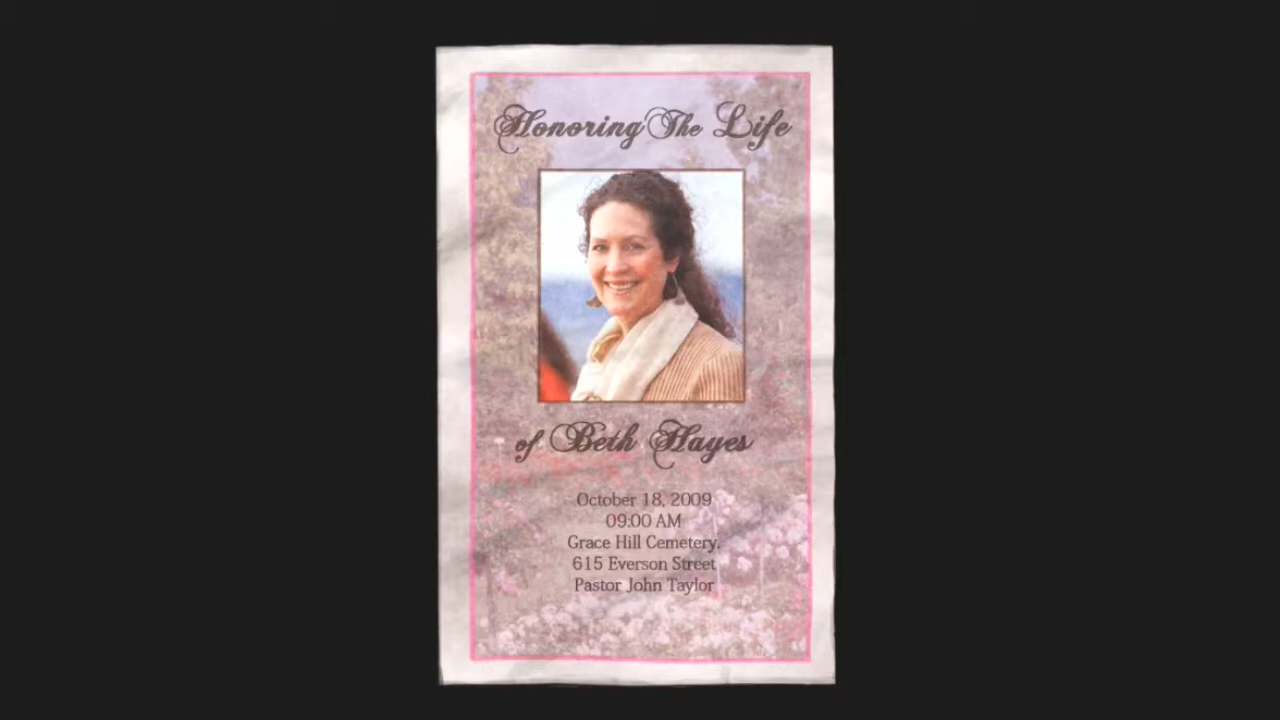 Honoring The Life
of Beth Hayes
October 18, 2009
09:00 AM
Grace Hill Cemetery.
615 Everson Street
Pastor John Taylor